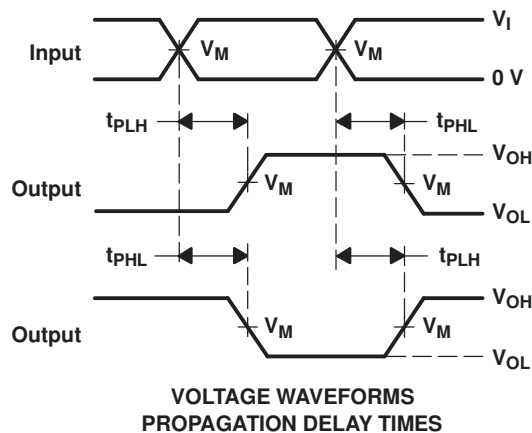 Input V_M V_M V_I
0 V
t_PLH t_PHL
Output V_M V_M V_OH
V_OL
t_PHL t_PLH
Output V_M V_M V_OH
V_OL
VOLTAGE WAVEFORMS
PROPAGATION DELAY TIMES